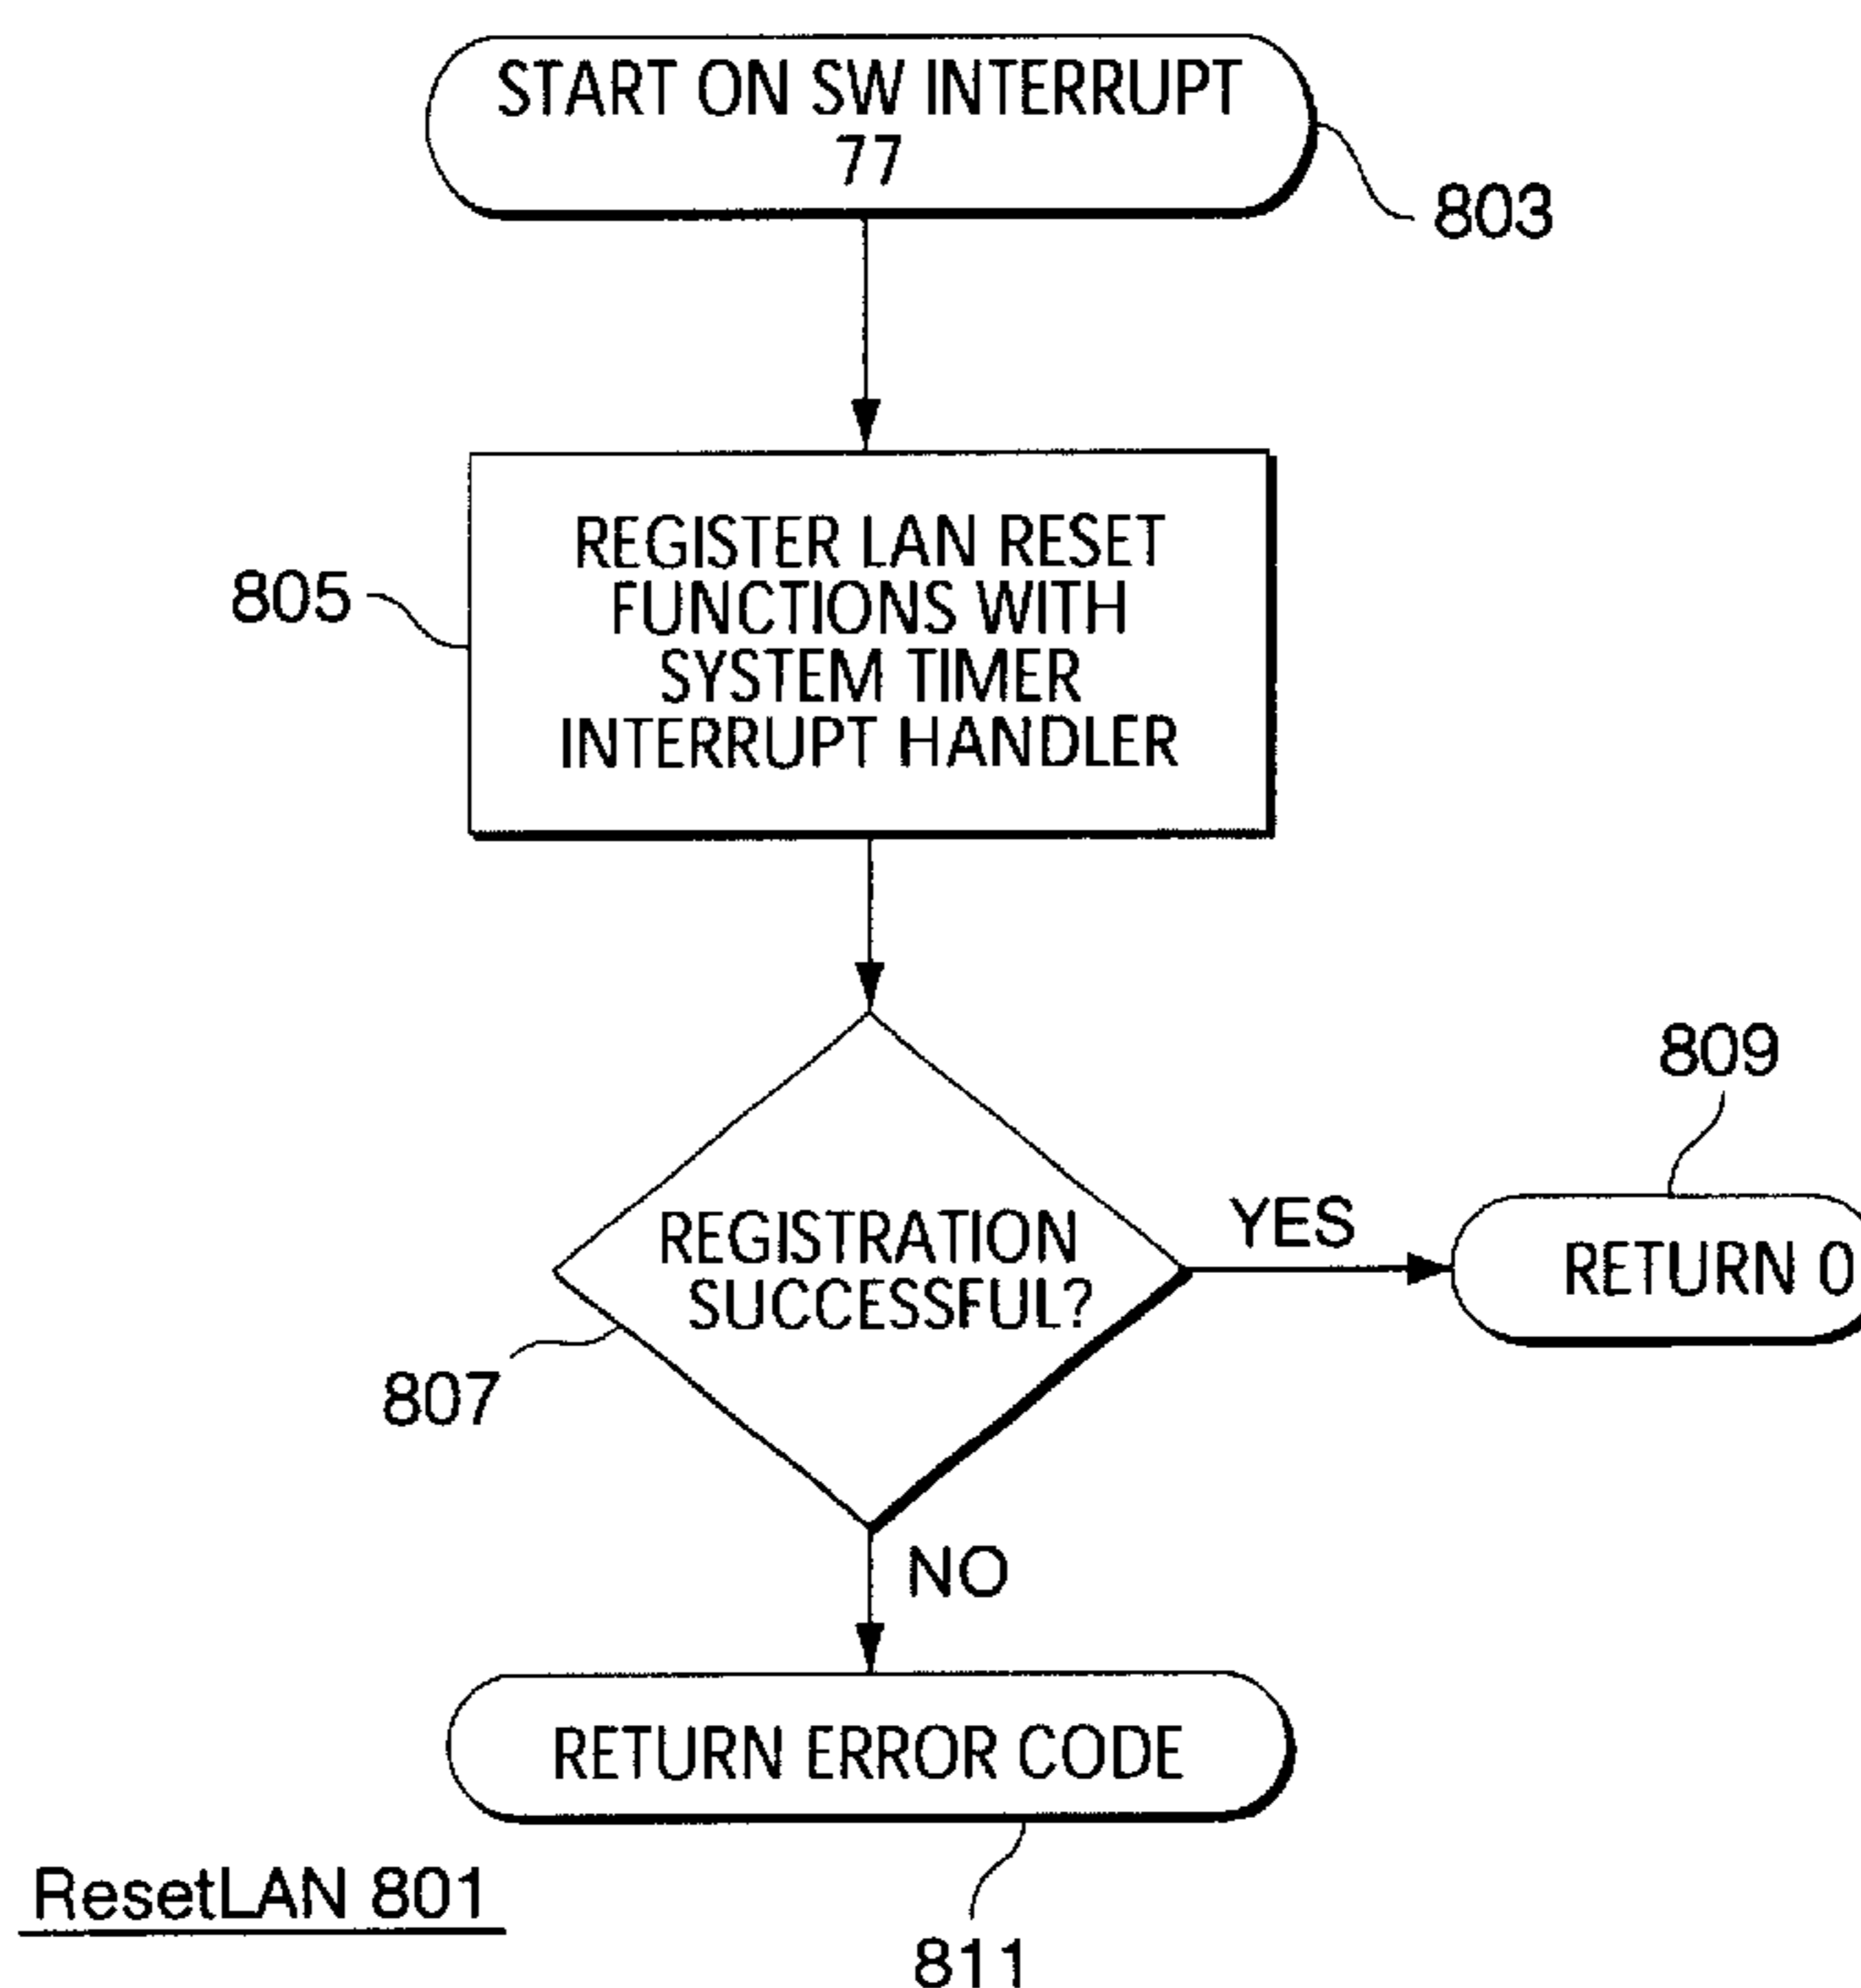 START ON SW INTERRUPT
77
803
805
REGISTER LAN RESET
FUNCTIONS WITH
SYSTEM TIMER
INTERRUPT HANDLER
809
REGISTRATION
SUCCESSFUL?
YES
RETURN 0
807
NO
RETURN ERROR CODE
ResetLAN 801
811